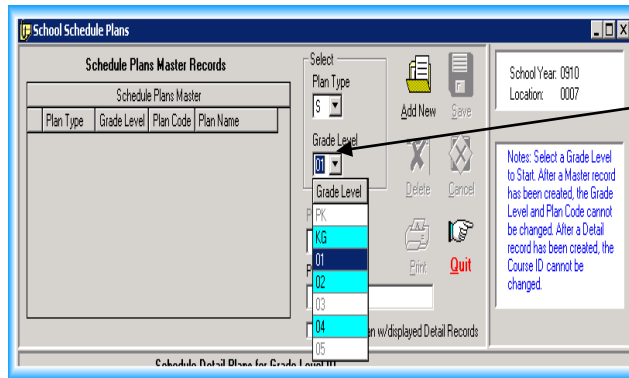 School Schedule Plans
Schedule Plans Master Records
Schedule Plans Master
Plan Type Grade Level Plan Code Plan Name
Select
Plan Type
S
Grade Level
01
Grade Level
PK
KG
01
02
03
04
05
Add New Save
Delete Cancel
Print Quit
w/displayed Detail Records
School Year: 0910
Location: 0007
Notes: Select a Grade Level
to Start. After a Master record
has been created, the Grade
Level and Plan Code cannot
be changed. After a Detail
record has been created, the
Course ID cannot be
changed.
Schedule Detail Plans for Grade Level ID